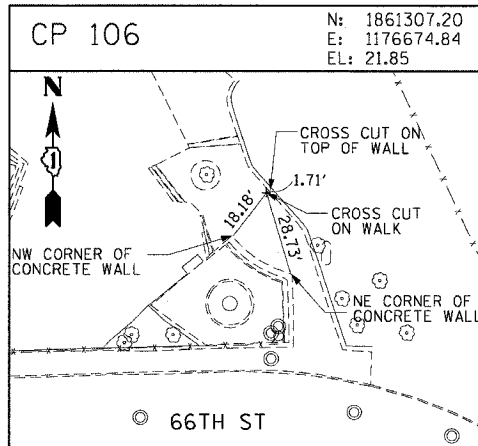 CP 106
N: 1861307.20
E: 1176674.84
EL: 21.85
N
1
CROSS CUT ON
TOP OF WALL
1.71'
CROSS CUT
ON WALK
18.18'
28.73'
NW CORNER OF
CONCRETE WALL
NE CORNER OF
CONCRETE WALL
66TH ST